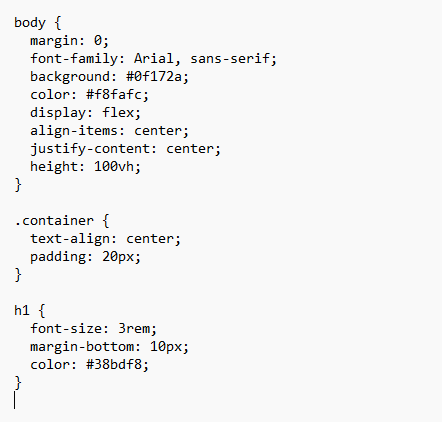 body {
  margin: 0;
  font-family: Arial, sans-serif;
  background: #0f172a;
  color: #f8fafc;
  display: flex;
  align-items: center;
  justify-content: center;
  height: 100vh;
}

.container {
  text-align: center;
  padding: 20px;
}

h1 {
  font-size: 3rem;
  margin-bottom: 10px;
  color: #38bdf8;
}